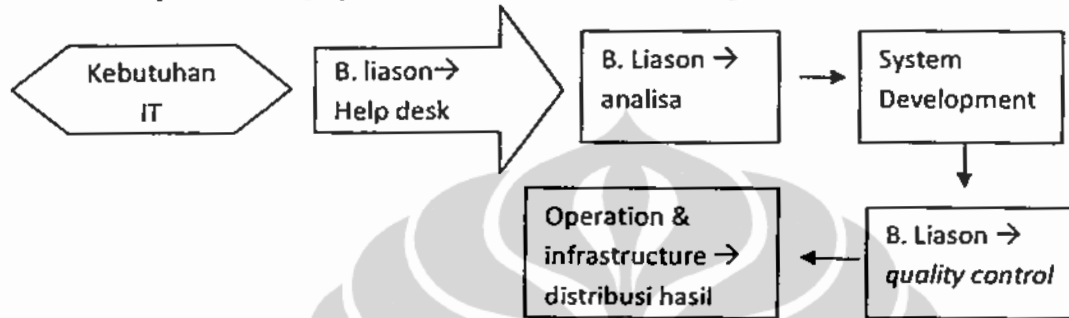 Kebutuhan
IT
B. liason→
Help desk
B. Liason →
analisa
System
Development
B. Liason →
quality control
Operation &
infrastructure →
distribusi hasil